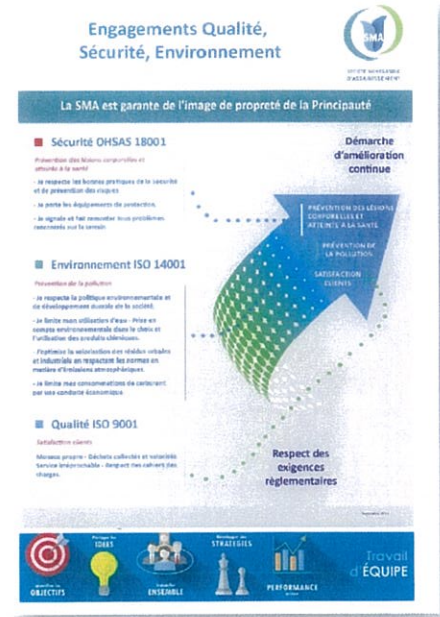 Engagements Qualité,
Sécurité, Environnement
SMA
SOCIÉTÉ MONÉGASQUE
D'ASSAINISSEMENT
La SMA est garante de l'image de propreté de la Principauté
Sécurité OHSAS 18001
Prévention des lésions corporelles et
atteinte à la santé
- Je respecte les bonnes pratiques de la sécurité
et de prévention des risques
- Je porte les équipements de protection.
- Je signale et fait remonter tous problèmes
rencontrés sur le terrain
Démarche
d'amélioration
continue
PRÉVENTION DES LÉSIONS
CORPORELLES ET
ATTEINTE À LA SANTÉ
PRÉVENTION DE
LA POLLUTION
SATISFACTION
CLIENTS
Environnement ISO 14001
Prévention de la pollution
- Je respecte la politique environnementale et
de développement durable de la société.
- Je limite mon utilisation d'eau - Prise en
compte environnementale dans le choix et
l'utilisation des produits chimiques.
- J'optimise la valorisation des résidus urbains
et industriels en respectant les normes en
matière d'émissions atmosphériques.
- Je limite mes consommations de carburant
par une conduite économique
Qualité ISO 9001
Satisfaction clients
Monaco propre - Déchets collectés et valorisés
Service irréprochable - Respect des cahiers des
charges.
Respect des
exigences
règlementaires
Partager les
IDÉES
Développer des
STRATÉGIES
OBJECTIFS
ENSEMBLE
PERFORMANCE
Travail
d'ÉQUIPE